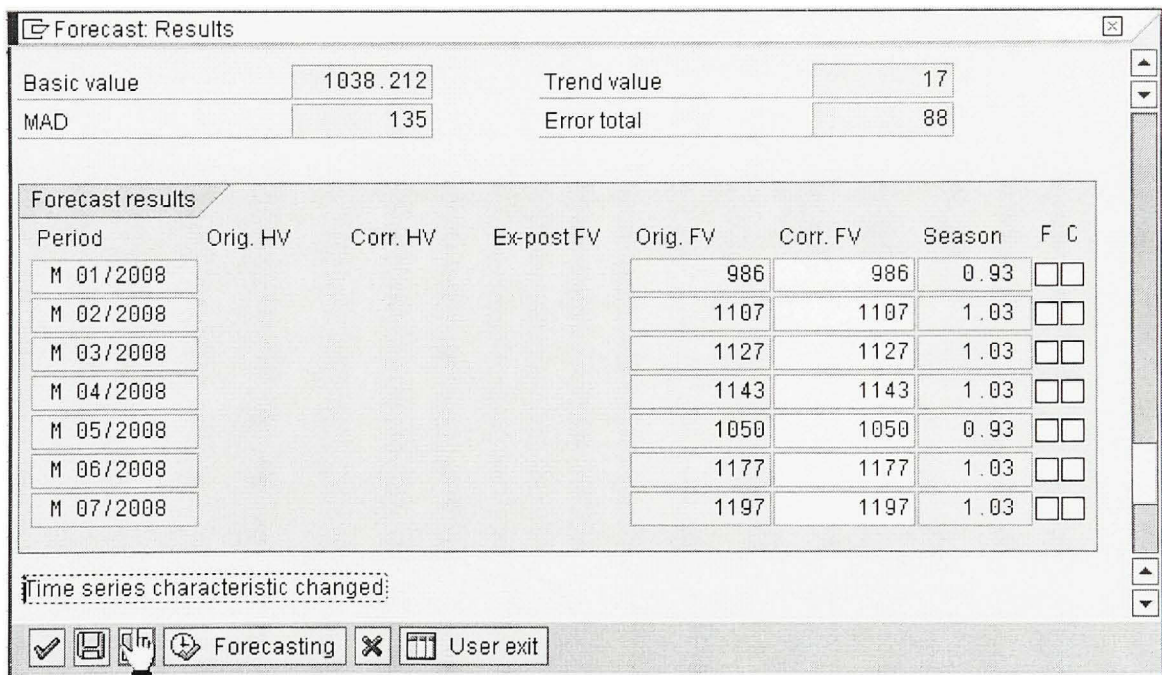 Forecast: Results
Basic value 1038.212 Trend value 17
MAD 135 Error total 88
Forecast results
Period Orig. HV Corr. HV Ex-post FV Orig. FV Corr. FV Season F C
M 01/2008 986 986 0.93
M 02/2008 1107 1107 1.03
M 03/2008 1127 1127 1.03
M 04/2008 1143 1143 1.03
M 05/2008 1050 1050 0.93
M 06/2008 1177 1177 1.03
M 07/2008 1197 1197 1.03
Time series characteristic changed
Forecasting User exit